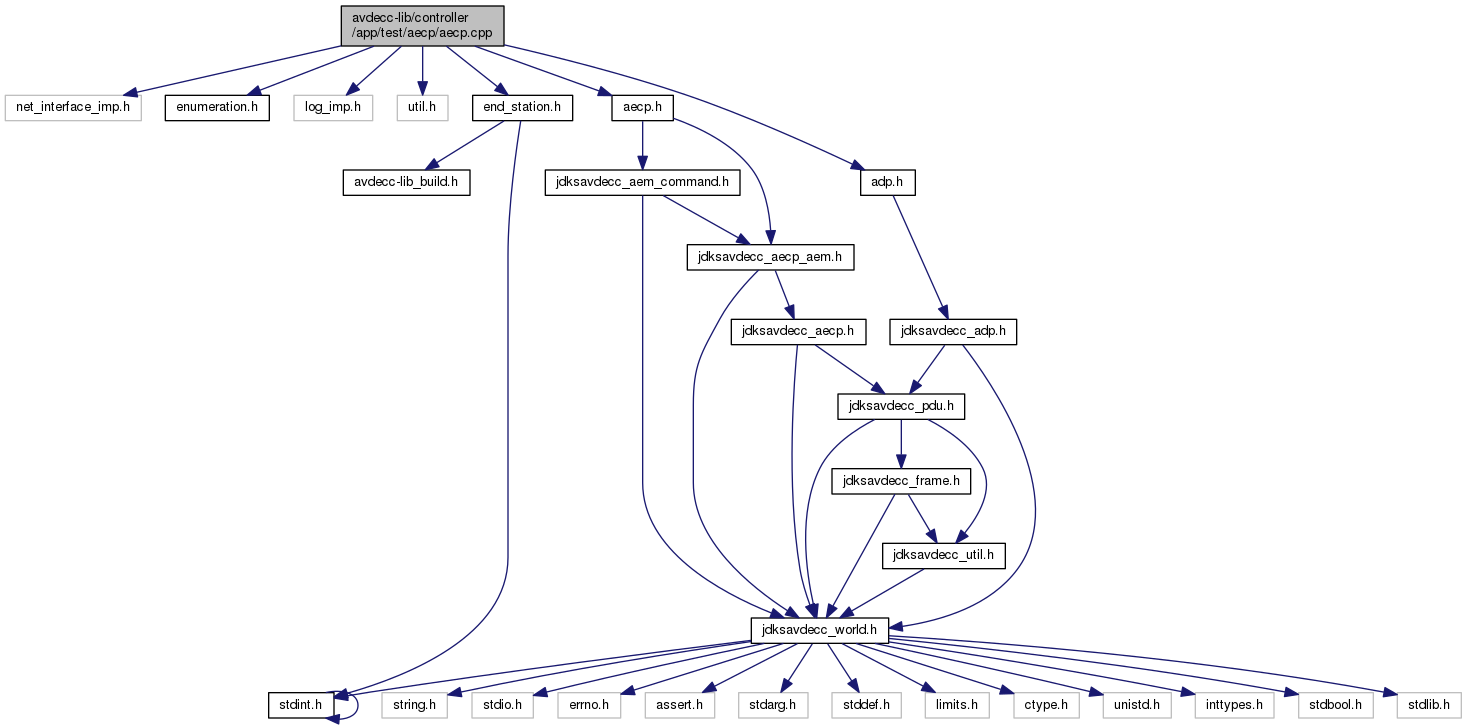 avdecc-lib/controller
/app/test/aecp/aecp.cpp
net_interface_imp.h
enumeration.h
log_imp.h
util.h
end_station.h
aecp.h
avdecc-lib_build.h
jdksavdecc_aem_command.h
adp.h
jdksavdecc_aecp_aem.h
jdksavdecc_aecp.h
jdksavdecc_adp.h
jdksavdecc_pdu.h
jdksavdecc_frame.h
jdksavdecc_util.h
jdksavdecc_world.h
stdint.h
string.h
stdio.h
errno.h
assert.h
stdarg.h
stddef.h
limits.h
ctype.h
unistd.h
inttypes.h
stdbool.h
stdlib.h